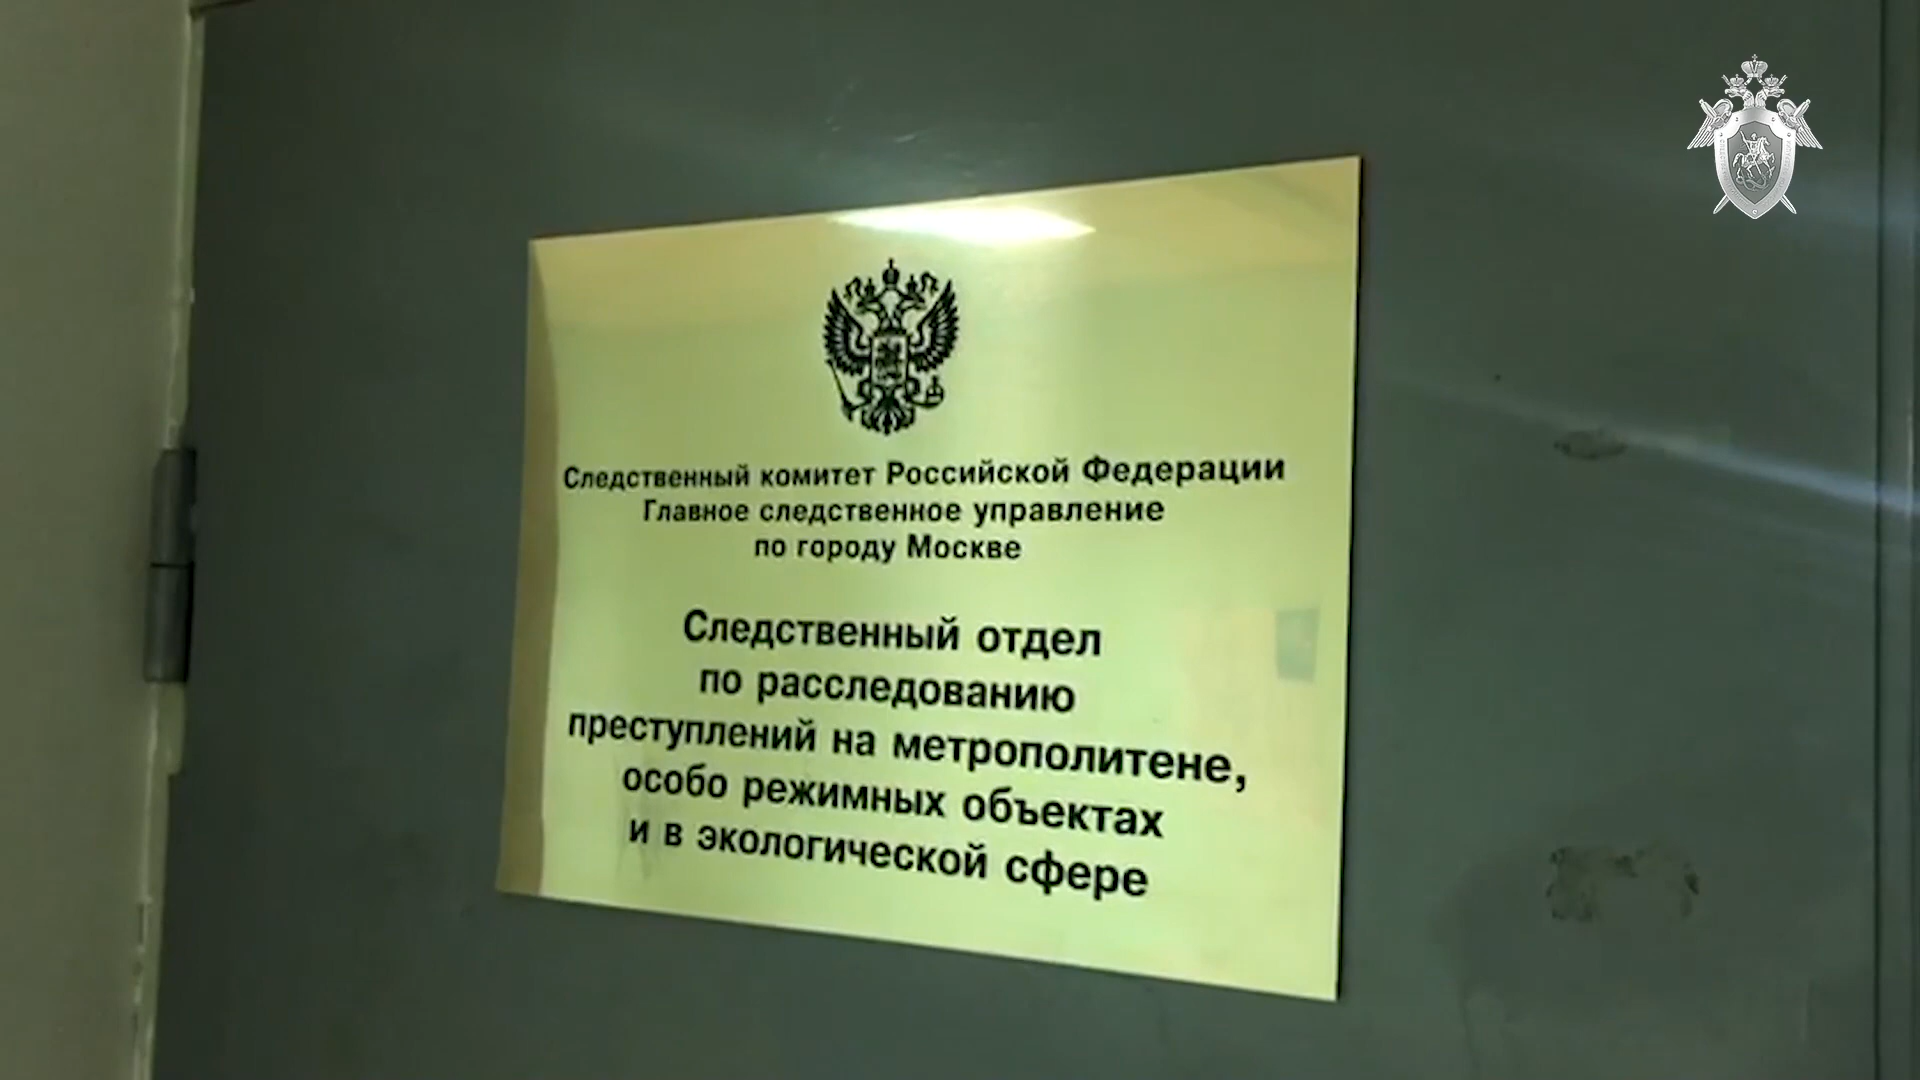 Следственный комитет Российской Федерации
Главное следственное управление
по городу Москве
Следственный отдел
по расследованию
преступлений на метрополитене,
особо режимных объектах
и в экологической сфере